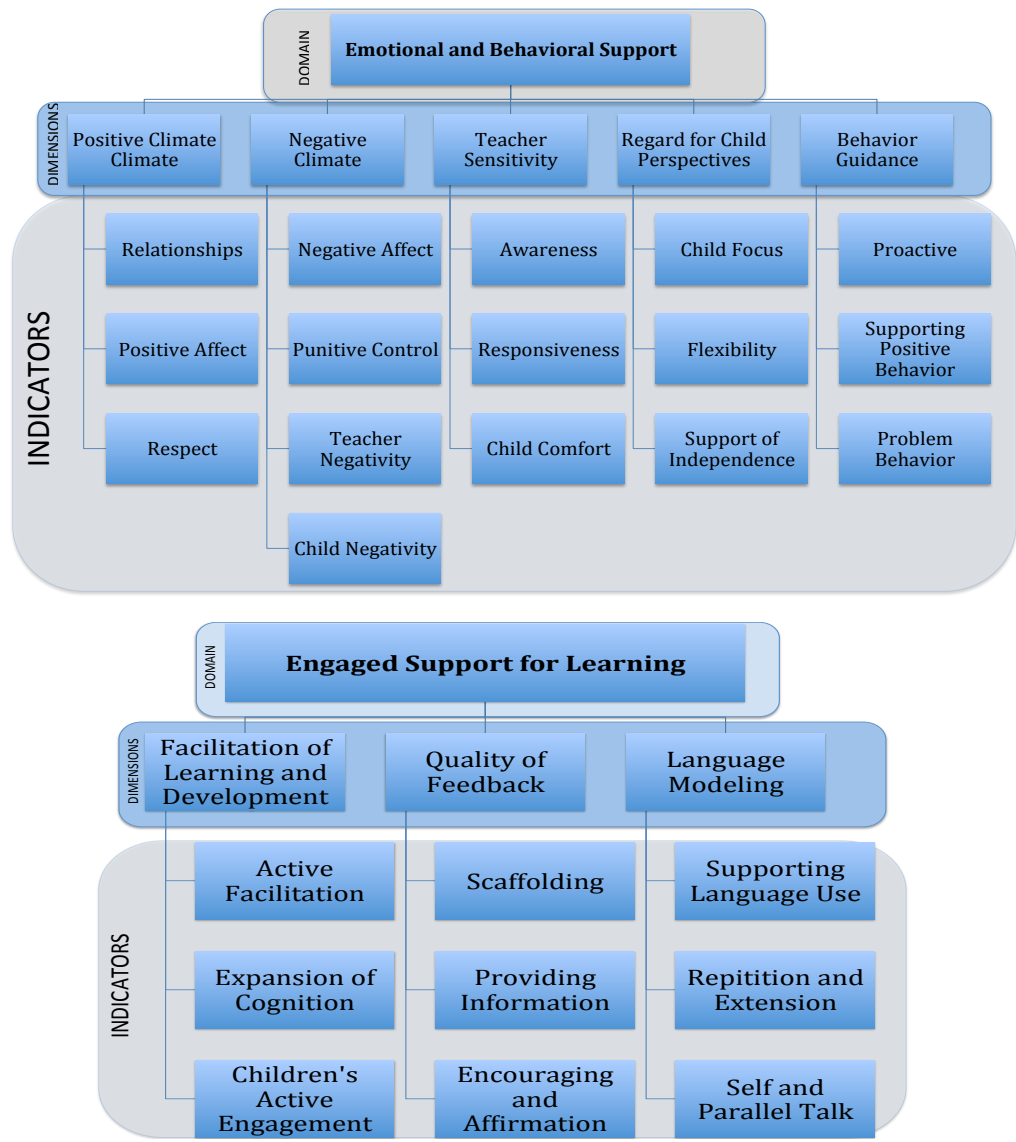 DOMAIN
Emotional and Behavioral Support
DIMENSIONS
Positive Climate
Climate
Negative
Climate
Teacher
Sensitivity
Regard for Child
Perspectives
Behavior
Guidance
INDICATORS
Relationships
Negative Affect
Awareness
Child Focus
Proactive
Positive Affect
Punitive Control
Responsiveness
Flexibility
Supporting
Positive
Behavior
Respect
Teacher
Negativity
Child Comfort
Support of
Independence
Problem
Behavior
Child Negativity
DOMAIN
Engaged Support for Learning
DIMENSIONS
Facilitation of
Learning and
Development
Quality of
Feedback
Language
Modeling
INDICATORS
Active
Facilitation
Scaffolding
Supporting
Language Use
Expansion of
Cognition
Providing
Information
Repitition and
Extension
Children's
Active
Engagement
Encouraging
and
Affirmation
Self and
Parallel Talk